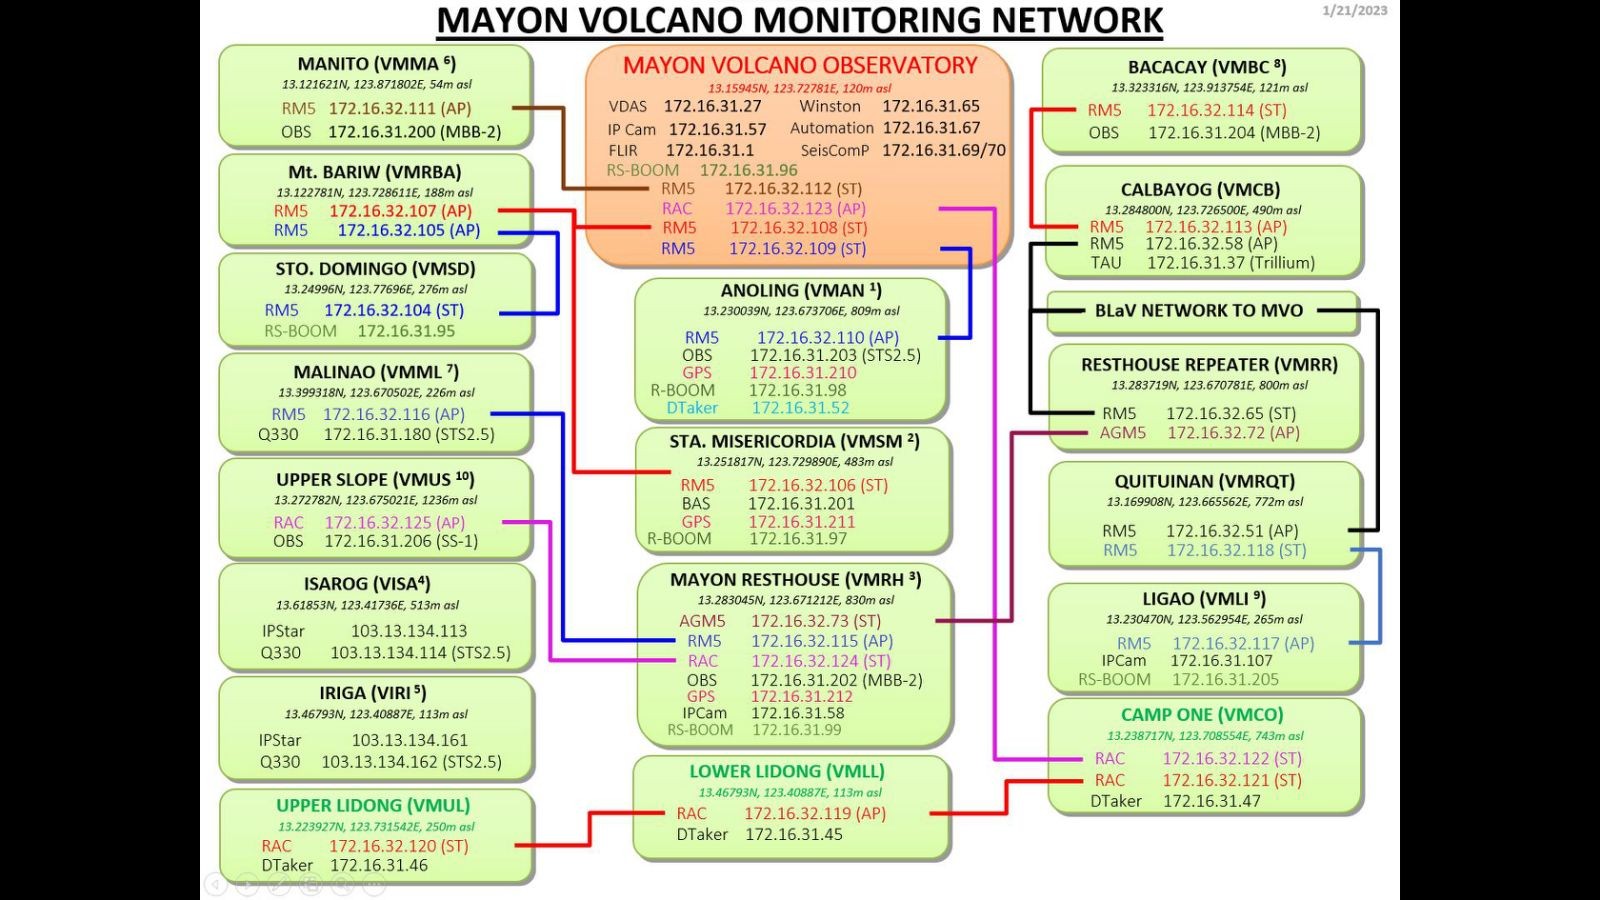 MAYON VOLCANO MONITORING NETWORK
1/21/2023
MANITO (VMMA ⁶)
13.121621N, 123.871802E, 54m asl
RM5 172.16.32.111 (AP)
OBS 172.16.31.200 (MBB-2)
Mt. BARIW (VMRBA)
13.122781N, 123.728611E, 188m asl
RM5 172.16.32.107 (AP)
RM5 172.16.32.105 (AP)
STO. DOMINGO (VMSD)
13.24996N, 123.77696E, 276m asl
RM5 172.16.32.104 (ST)
RS-BOOM 172.16.31.95
MALINAO (VMML ⁷)
13.399318N, 123.670502E, 226m asl
RM5 172.16.32.116 (AP)
Q330 172.16.31.180 (STS2.5)
UPPER SLOPE (VMUS ¹⁰)
13.272782N, 123.675021E, 1236m asl
RAC 172.16.32.125 (AP)
OBS 172.16.31.206 (SS-1)
ISAROG (VISA⁴)
13.61853N, 123.41736E, 513m asl
IPStar 103.13.134.113
Q330 103.13.134.114 (STS2.5)
IRIGA (VIRI ⁵)
13.46793N, 123.40887E, 113m asl
IPStar 103.13.134.161
Q330 103.13.134.162 (STS2.5)
UPPER LIDONG (VMUL)
13.223927N, 123.731542E, 250m asl
RAC 172.16.32.120 (ST)
DTaker 172.16.31.46
MAYON VOLCANO OBSERVATORY
13.15945N, 123.72781E, 120m asl
VDAS 172.16.31.27 Winston 172.16.31.65
IP Cam 172.16.31.57 Automation 172.16.31.67
FLIR 172.16.31.1 SeisComP 172.16.31.69/70
RS-BOOM 172.16.31.96
RM5 172.16.32.112 (ST)
RAC 172.16.32.123 (AP)
RM5 172.16.32.108 (ST)
RM5 172.16.32.109 (ST)
ANOLING (VMAN ¹)
13.230039N, 123.673706E, 809m asl
RM5 172.16.32.110 (AP)
OBS 172.16.31.203 (STS2.5)
GPS 172.16.31.210
R-BOOM 172.16.31.98
DTaker 172.16.31.52
STA. MISERICORDIA (VMSM ²)
13.251817N, 123.729890E, 483m asl
RM5 172.16.32.106 (ST)
BAS 172.16.31.201
GPS 172.16.31.211
R-BOOM 172.16.31.97
MAYON RESTHOUSE (VMRH ³)
13.283045N, 123.671212E, 830m asl
AGM5 172.16.32.73 (ST)
RM5 172.16.32.115 (AP)
RAC 172.16.32.124 (ST)
OBS 172.16.31.202 (MBB-2)
GPS 172.16.31.212
IPCam 172.16.31.58
RS-BOOM 172.16.31.99
LOWER LIDONG (VMLL)
13.46793N, 123.40887E, 113m asl
RAC 172.16.32.119 (AP)
DTaker 172.16.31.45
BACACAY (VMBC ⁸)
13.323316N, 123.913754E, 121m asl
RM5 172.16.32.114 (ST)
OBS 172.16.31.204 (MBB-2)
CALBAYOG (VMCB)
13.284800N, 123.726500E, 490m asl
RM5 172.16.32.113 (AP)
RM5 172.16.32.58 (AP)
TAU 172.16.31.37 (Trillium)
BLaV NETWORK TO MVO
RESTHOUSE REPEATER (VMRR)
13.283719N, 123.670781E, 800m asl
RM5 172.16.32.65 (ST)
AGM5 172.16.32.72 (AP)
QUITUINAN (VMRQT)
13.169908N, 123.665562E, 772m asl
RM5 172.16.32.51 (AP)
RM5 172.16.32.118 (ST)
LIGAO (VMLI ⁹)
13.230470N, 123.562954E, 265m asl
RM5 172.16.32.117 (AP)
IPCam 172.16.31.107
RS-BOOM 172.16.31.205
CAMP ONE (VMCO)
13.238717N, 123.708554E, 743m asl
RAC 172.16.32.122 (ST)
RAC 172.16.32.121 (ST)
DTaker 172.16.31.47